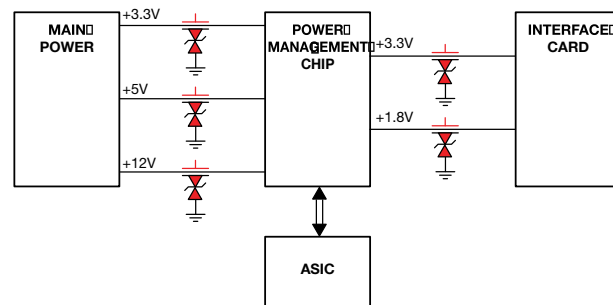 MAIN
POWER
+3.3V
+5V
+12V
POWER
MANAGEMENT
CHIP
+3.3V
+1.8V
INTERFACE
CARD
ASIC